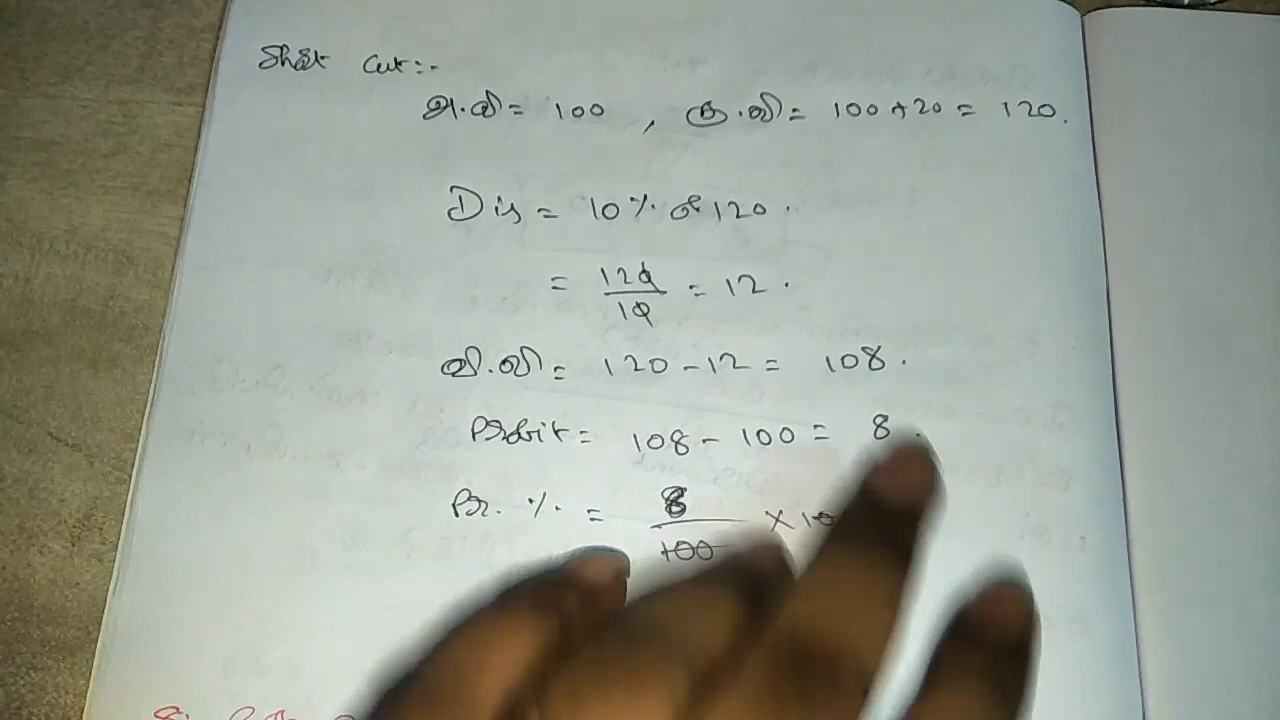 Short Cut:-
அ.வி = 100 , கு.வி = 100 + 20 = 120.
Dis = 10% of 120.
= 120/10 = 12.
வி.வி = 120 - 12 = 108.
Profit = 108 - 100 = 8.
Pr. % = 8/100 ×